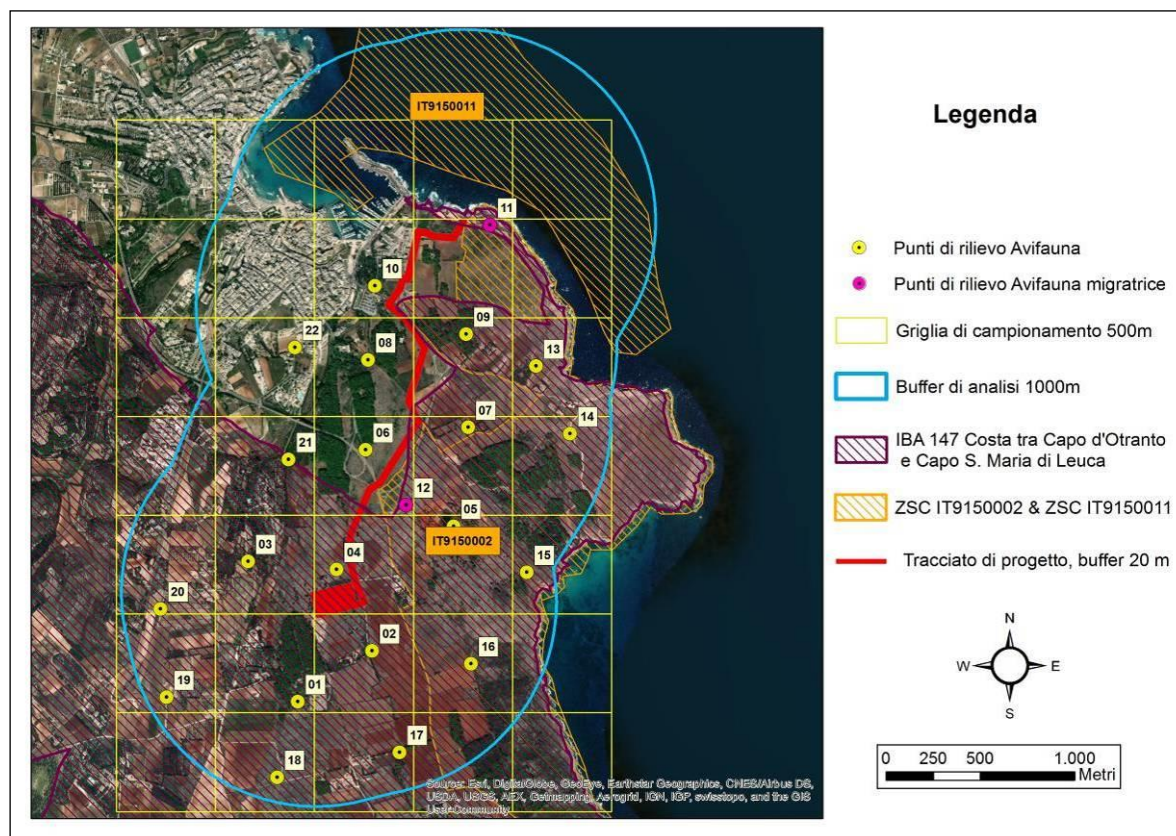 IT9150011
11
10
09
22
08
13
07
14
06
21
12
05
IT9150002
03
04
15
20
02
16
19
01
17
18
Source: Esri, DigitalGlobe, GeoEye, Earthstar Geographics, CNES/Airbus DS,
USDA, USGS, AEX, Getmapping, Aerogrid, IGN, IGP, swisstopo, and the GIS
User Community
Legenda
Punti di rilievo Avifauna
Punti di rilievo Avifauna migratrice
Griglia di campionamento 500m
Buffer di analisi 1000m
IBA 147 Costa tra Capo d'Otranto
e Capo S. Maria di Leuca
ZSC IT9150002 & ZSC IT9150011
Tracciato di progetto, buffer 20 m
N
W E
S
0 250 500 1.000
Metri